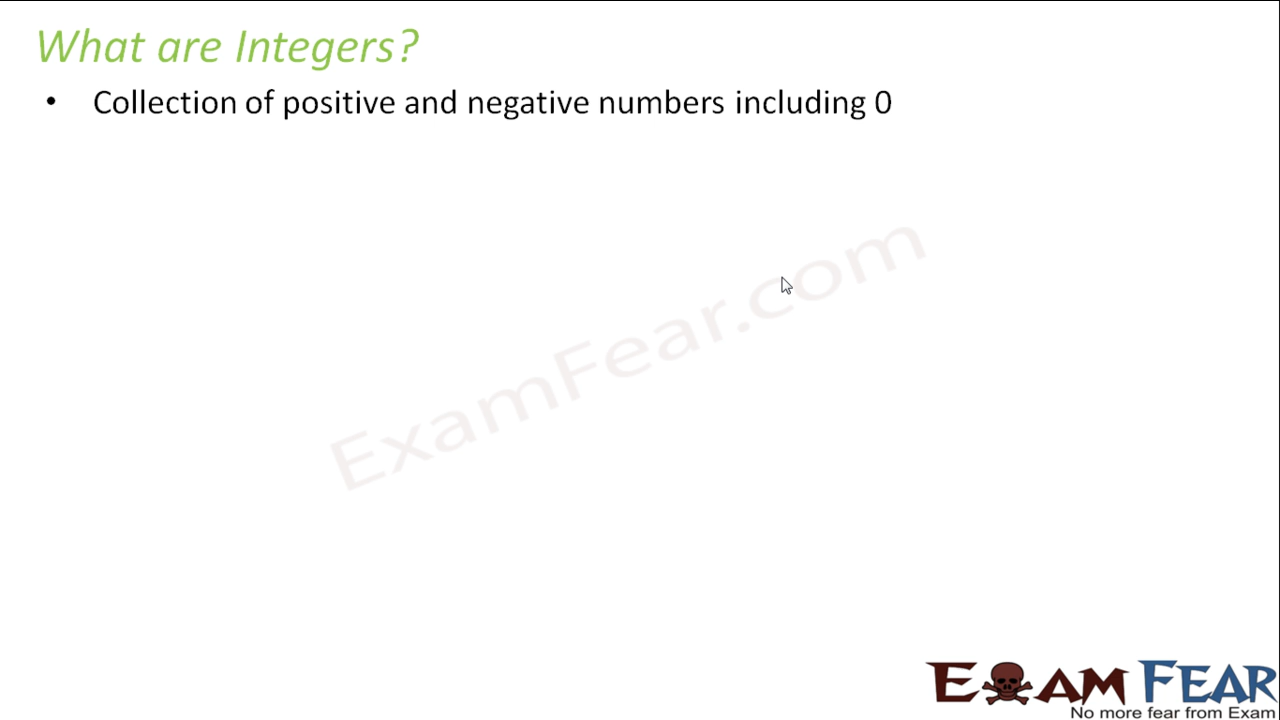 What are Integers?
• Collection of positive and negative numbers including 0
ExamFear.com
EXAM FEAR
No more fear from Exam